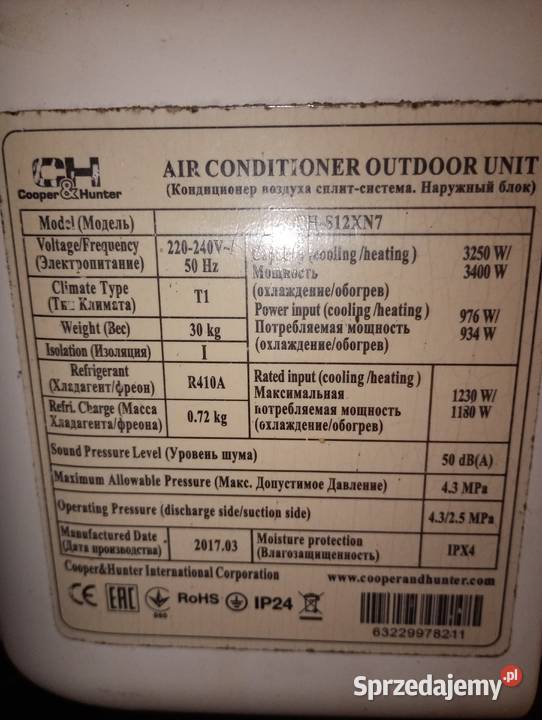 CH
Cooper&Hunter
AIR CONDITIONER OUTDOOR UNIT
(Кондиционер воздуха сплит-система. Наружный блок)
Model (Модель)
CH-S12XN7
Voltage/Frequency
(Электропитание)
220-240V~/
50 Hz
(cooling/heating)
Мощность
(охлаждение/обогрев)
3250 W/
3400 W
Climate Type
(Тип Климата)
T1
Power input (cooling/heating)
Потребляемая мощность
(охлаждение/обогрев)
976 W/
934 W
Weight (Вес)
30 kg
Isolation (Изоляция)
I
Refrigerant
(Хладагент/фреон)
R410A
Rated input (cooling/heating)
Максимальная
потребляемая мощность
(охлаждение/обогрев)
1230 W/
1180 W
Refri. Charge (Масса
Хладагента/фреона)
0.72 kg
Sound Pressure Level (Уровень шума)
50 dB(A)
Maximum Allowable Pressure (Макс. Допустимое Давление)
4.3 MPa
Operating Pressure (discharge side/suction side)
4.3/2.5 MPa
Manufactured Date
(Дата производства)
2017.03
Moisture protection
(Влагозащищенность)
IPX4
Cooper&Hunter International Corporation
www.cooperandhunter.com
CE EAC RoHS IP24
63229978211
Sprzedajemy.pl